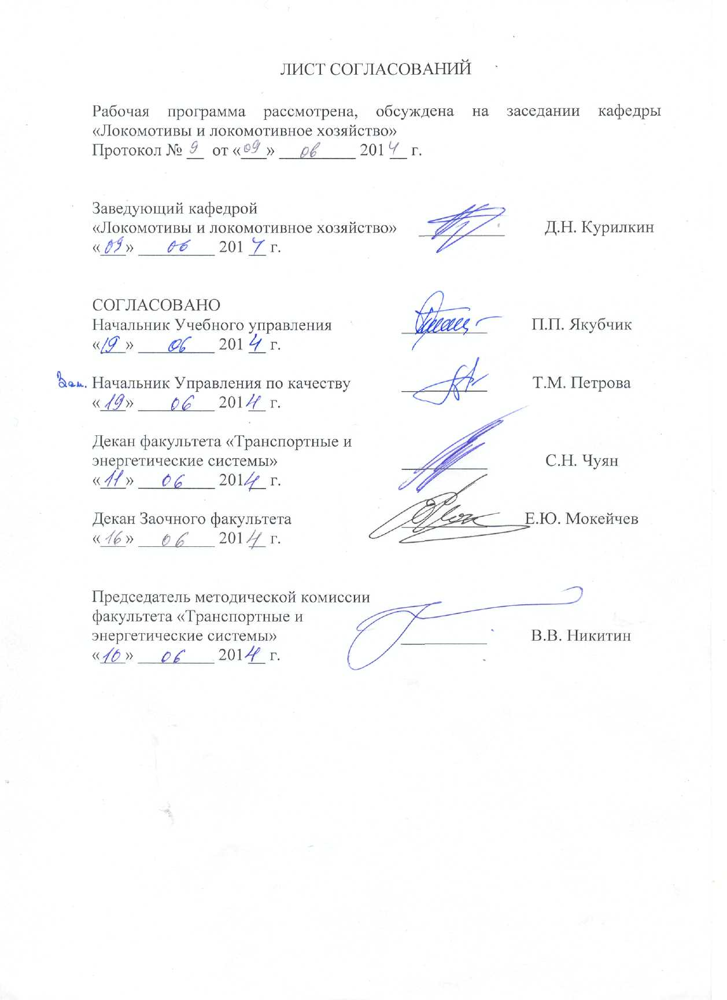 ЛИСТ СОГЛАСОВАНИЙ
Рабочая программа рассмотрена, обсуждена на заседании кафедры
«Локомотивы и локомотивное хозяйство»
Протокол № 9 от «09» 06 2014 г.
Заведующий кафедрой
«Локомотивы и локомотивное хозяйство» Д.Н. Курилкин
«09» 06 2014 г.
СОГЛАСОВАНО
Начальник Учебного управления П.П. Якубчик
«19» 06 2014 г.
Зам. Начальник Управления по качеству Т.М. Петрова
«19» 06 2014 г.
Декан факультета «Транспортные и
энергетические системы» С.Н. Чуян
«11» 06 2014 г.
Декан Заочного факультета Е.Ю. Мокейчев
«16» 06 2014 г.
Председатель методической комиссии
факультета «Транспортные и
энергетические системы» В.В. Никитин
«10» 06 2014 г.